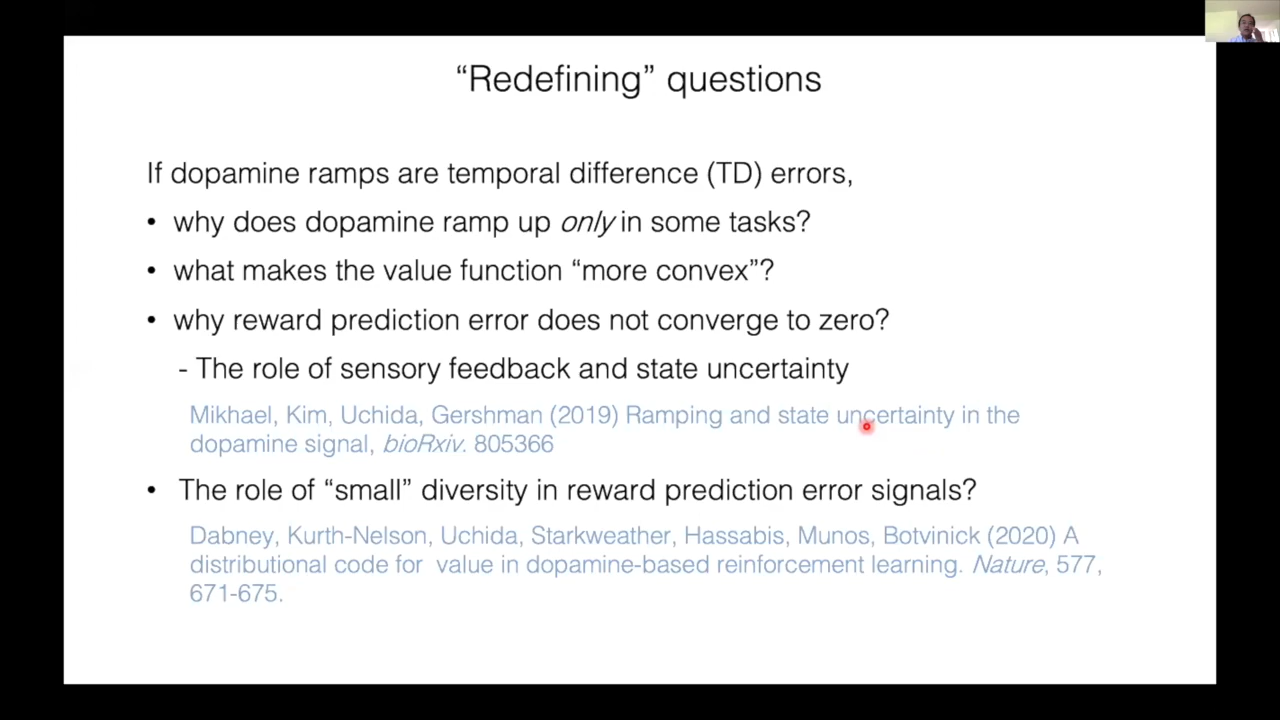 “Redefining” questions
If dopamine ramps are temporal difference (TD) errors,
• why does dopamine ramp up only in some tasks?
• what makes the value function “more convex”?
• why reward prediction error does not converge to zero?
- The role of sensory feedback and state uncertainty
Mikhael, Kim, Uchida, Gershman (2019) Ramping and state uncertainty in the
dopamine signal, bioRxiv. 805366
• The role of “small” diversity in reward prediction error signals?
Dabney, Kurth-Nelson, Uchida, Starkweather, Hassabis, Munos, Botvinick (2020) A
distributional code for value in dopamine-based reinforcement learning. Nature, 577,
671-675.